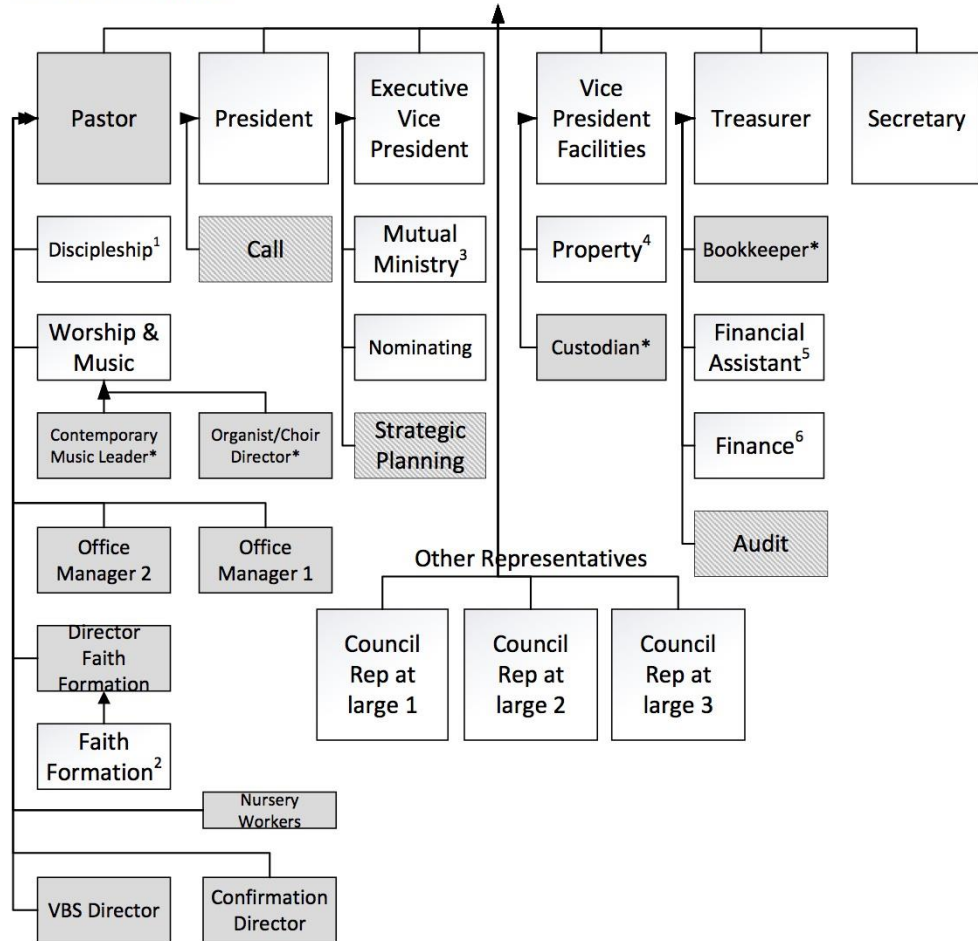 Pastor
President
Executive
Vice
President
Vice
President
Facilities
Treasurer
Secretary
Discipleship1
Call
Mutual
Ministry3
Property4
Bookkeeper*
Worship &
Music
Nominating
Custodian*
Financial
Assistant5
Contemporary
Music Leader*
Organist/Choir
Director*
Strategic
Planning
Finance6
Office
Manager 2
Office
Manager 1
Audit
Other Representatives
Director
Faith
Formation
Council
Rep at
large 1
Council
Rep at
large 2
Council
Rep at
large 3
Faith
Formation2
Nursery
Workers
VBS Director
Confirmation
Director